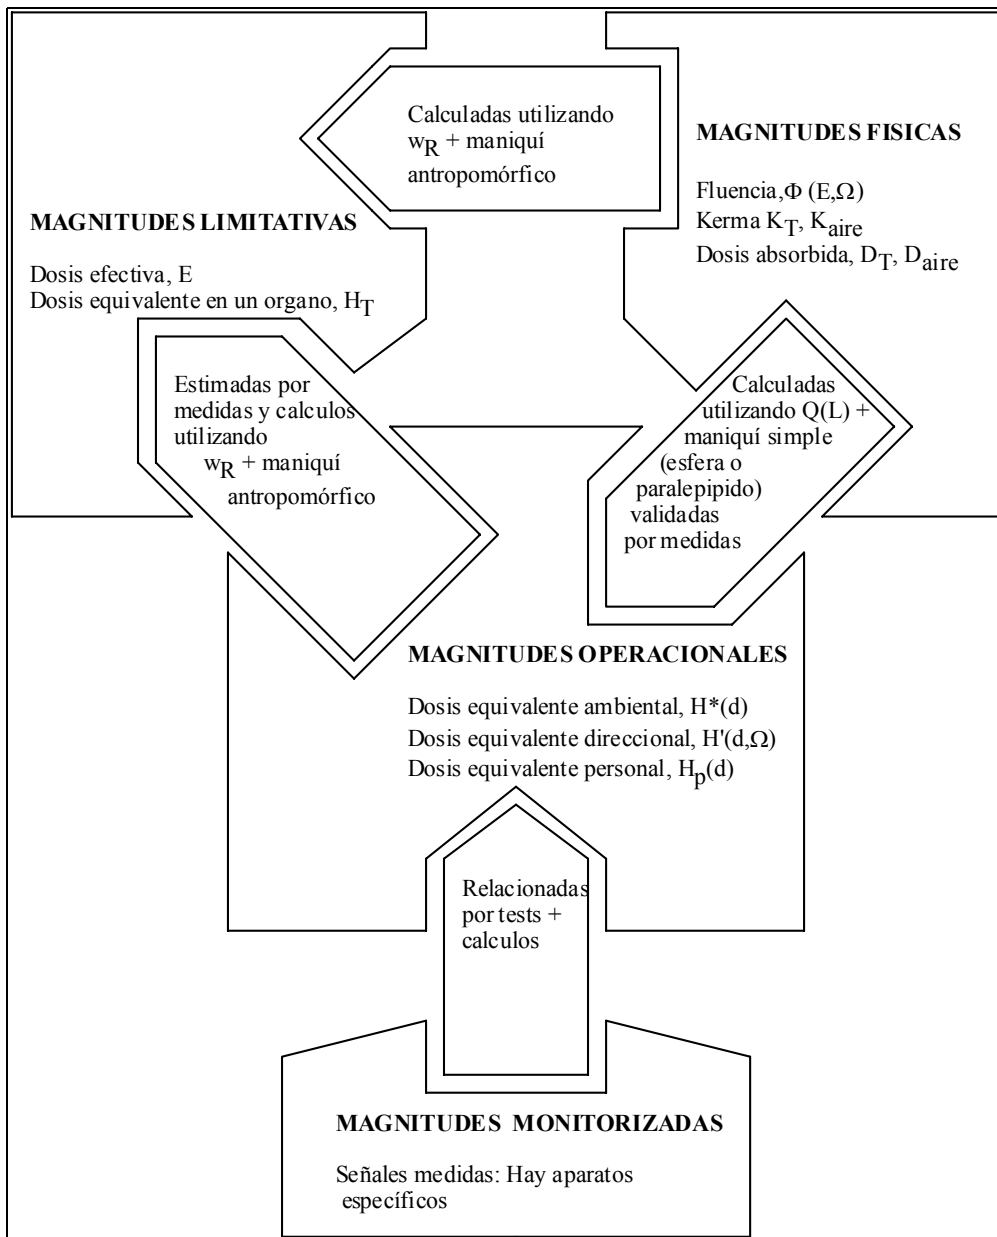 Calculadas utilizando
wR + maniquí
antropomórfico
MAGNITUDES FISICAS
Fluencia,Φ (E,Ω)
Kerma KT, Kaire
Dosis absorbida, DT, Daire
MAGNITUDES LIMITATIVAS
Dosis efectiva, E
Dosis equivalente en un organo, HT
Estimadas por
medidas y calculos
utilizando
wR + maniquí
antropomórfico
Calculadas
utilizando Q(L) +
maniquí simple
(esfera o
paralepipido)
validadas
por medidas
MAGNITUDES OPERACIONALES
Dosis equivalente ambiental, H*(d)
Dosis equivalente direccional, H'(d,Ω)
Dosis equivalente personal, Hp(d)
Relacionadas
por tests +
calculos
MAGNITUDES MONITORIZADAS
Señales medidas: Hay aparatos
específicos